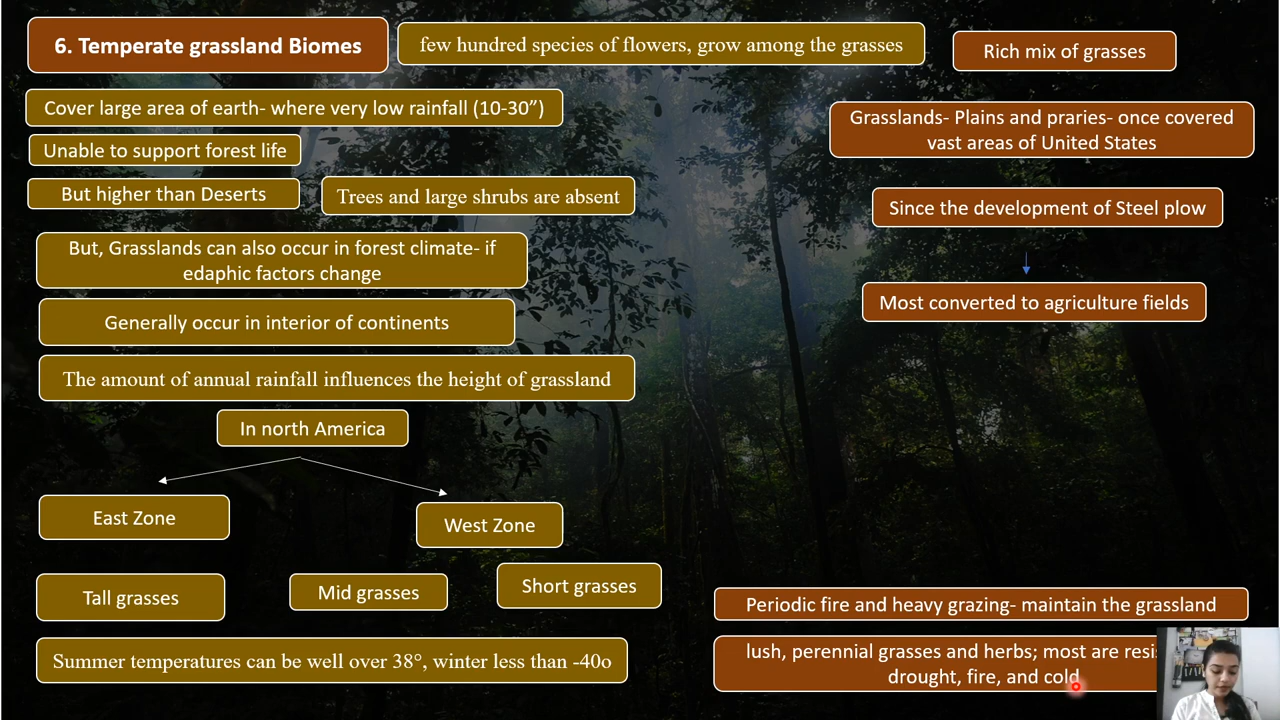 6. Temperate grassland Biomes
few hundred species of flowers, grow among the grasses
Rich mix of grasses
Cover large area of earth- where very low rainfall (10-30”)
Unable to support forest life
But higher than Deserts
Trees and large shrubs are absent
But, Grasslands can also occur in forest climate- if
edaphic factors change
Generally occur in interior of continents
The amount of annual rainfall influences the height of grassland
In north America
East Zone
West Zone
Tall grasses
Mid grasses
Short grasses
Summer temperatures can be well over 38°, winter less than -40o
Grasslands- Plains and praries- once covered
vast areas of United States
Since the development of Steel plow
Most converted to agriculture fields
Periodic fire and heavy grazing- maintain the grassland
lush, perennial grasses and herbs; most are
drought, fire, and cold